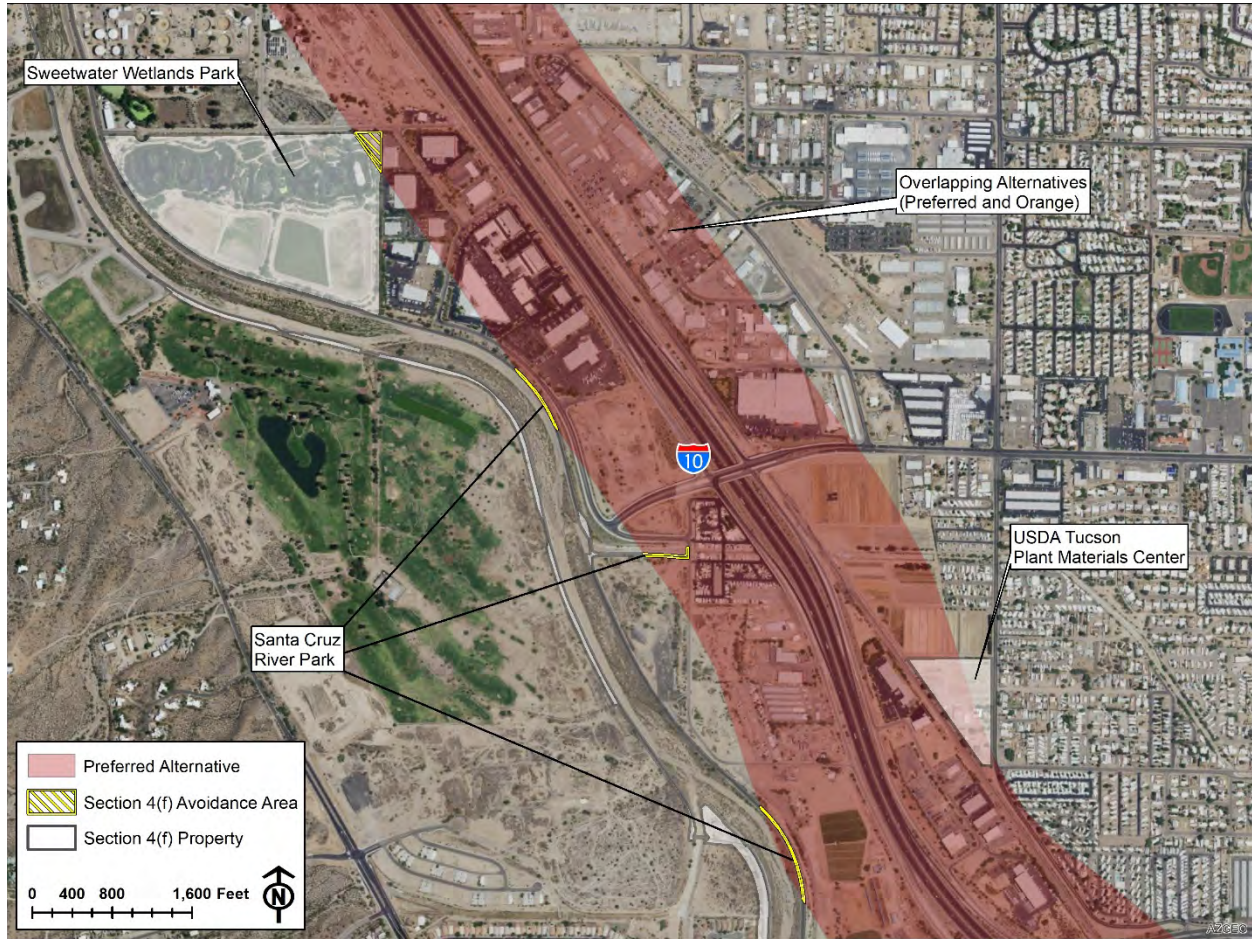 Sweetwater Wetlands Park
Overlapping Alternatives
(Preferred and Orange)
10
USDA Tucson
Plant Materials Center
Santa Cruz
River Park
Preferred Alternative
Section 4(f) Avoidance Area
Section 4(f) Property
0 400 800 1,600 Feet
N
AZGEO